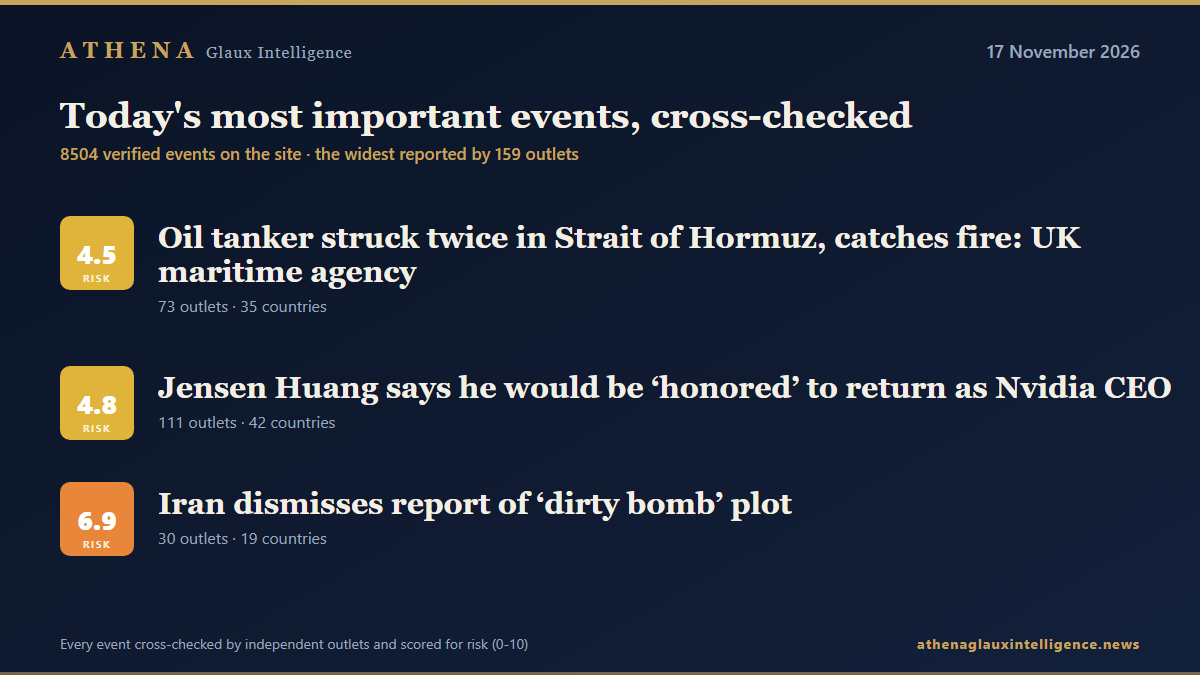 ATHENA Glaux Intelligence
17 November 2026
Today's most important events, cross-checked
8504 verified events on the site · the widest reported by 159 outlets
4.5
RISK
Oil tanker struck twice in Strait of Hormuz, catches fire: UK
maritime agency
73 outlets · 35 countries
4.8
RISK
Jensen Huang says he would be ‘honored’ to return as Nvidia CEO
111 outlets · 42 countries
6.9
RISK
Iran dismisses report of ‘dirty bomb’ plot
30 outlets · 19 countries
Every event cross-checked by independent outlets and scored for risk (0-10)
athenaglauxintelligence.news